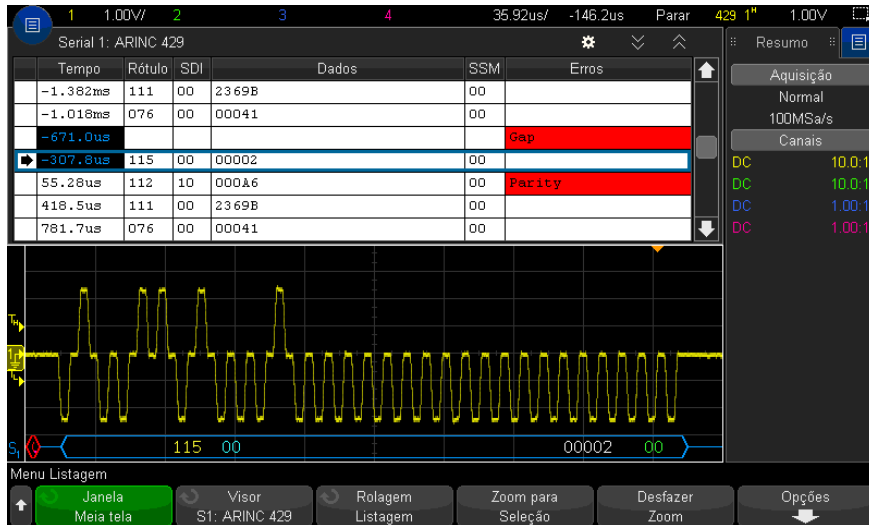 1 1.00V/ 2 3 4 35.92us/ -146.2us Parar 429 1ᴴ 1.00V
Serial 1: ARINC 429
Resumo
Tempo Rótulo SDI Dados SSM Erros
-1.382ms 111 00 2369B 00
-1.018ms 076 00 00041 00
-671.0us Gap
-307.8us 115 00 00002 00
55.28us 112 10 000A6 00 Parity
418.5us 111 00 2369B 00
781.7us 076 00 00041 00
Aquisição
Normal
100MSa/s
Canais
DC 10.0:1
DC 10.0:1
DC 1.00:1
DC 1.00:1
TH
1
TL
S1 115 00 00002 00
Menu Listagem
Janela
Meia tela
Visor
S1: ARINC 429
Rolagem
Listagem
Zoom para
Seleção
Desfazer
Zoom
Opções